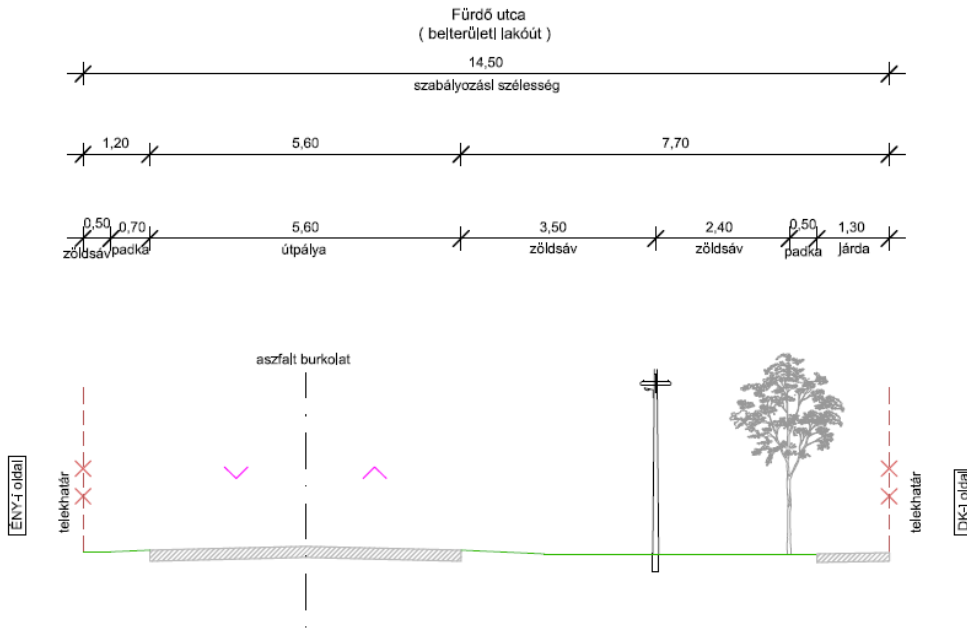 Fürdő utca
( belterületi lakóút )
14,50
szabályozási szélesség
1,20 5,60 7,70
0,50 0,70 5,60 3,50 2,40 0,50 1,30
zöldsáv padka útpálya zöldsáv zöldsáv padka járda
aszfalt burkolat
ÉNY-i oldal
telekhatár
telekhatár
DK-i oldal